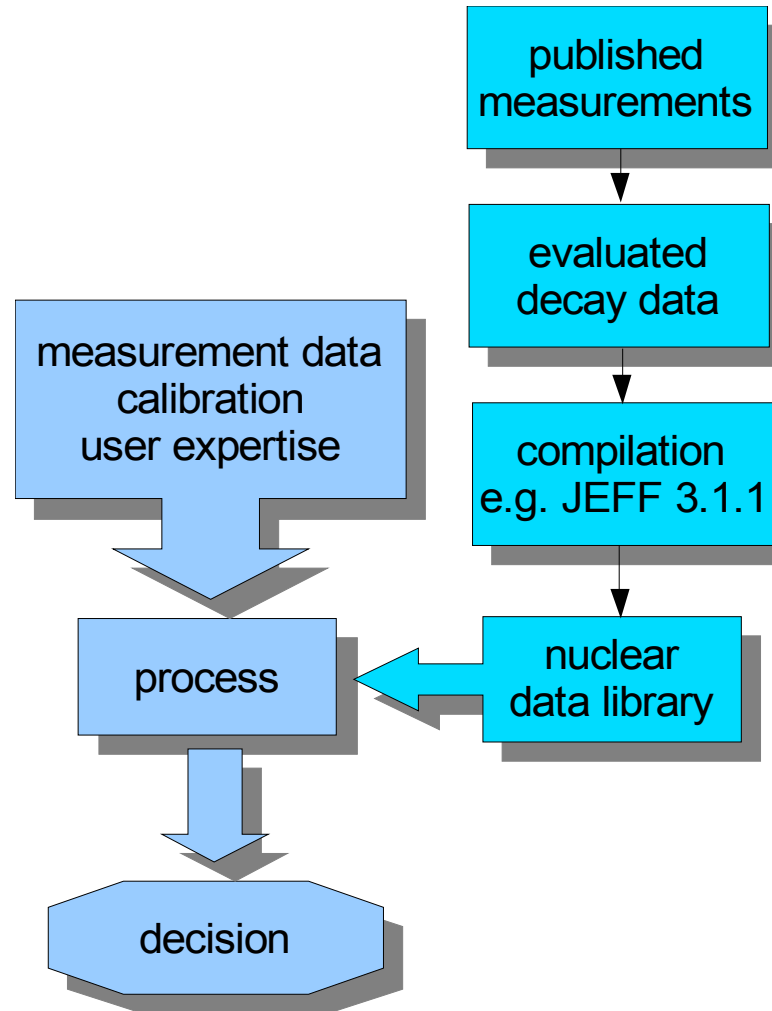 published
measurements
evaluated
decay data
measurement data
calibration
user expertise
compilation
e.g. JEFF 3.1.1
process
nuclear
data library
decision